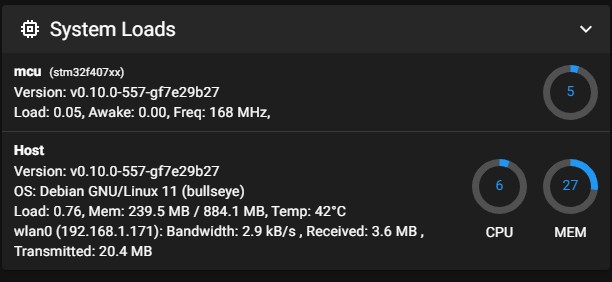 System Loads
mcu (stm32f407xx)
Version: v0.10.0-557-gf7e29b27
Load: 0.05, Awake: 0.00, Freq: 168 MHz,
5
Host
Version: v0.10.0-557-gf7e29b27
OS: Debian GNU/Linux 11 (bullseye)
Load: 0.76, Mem: 239.5 MB / 884.1 MB, Temp: 42°C
wlan0 (192.168.1.171): Bandwidth: 2.9 kB/s , Received: 3.6 MB ,
Transmitted: 20.4 MB
6
CPU
27
MEM